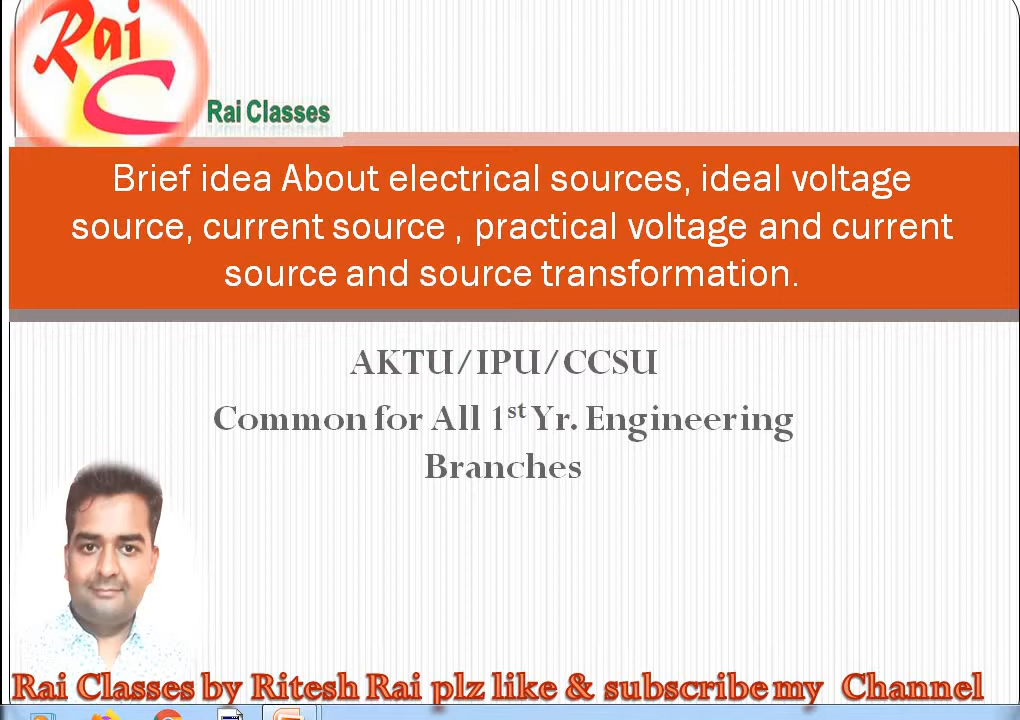 Rai
C
Rai Classes
Brief idea About electrical sources, ideal voltage
source, current source , practical voltage and current
source and source transformation.
AKTU/IPU/CCSU
Common for All 1st Yr. Engineering
Branches
Rai Classes by Ritesh Rai plz like & subscribe my Channel